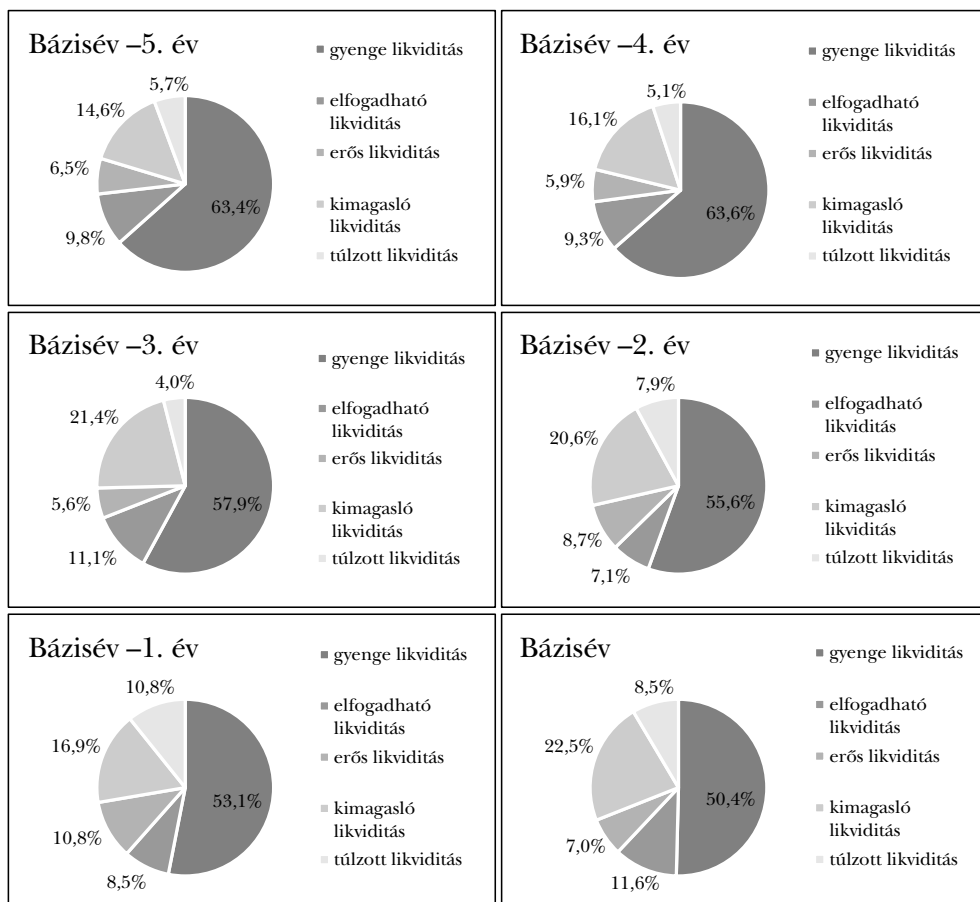 Bázisév –5. év
gyenge likviditás
elfogadható
likviditás
erős likviditás
kimagasló
likviditás
túlzott likviditás
5,7%
14,6%
6,5%
9,8%
63,4%
Bázisév –4. év
gyenge likviditás
elfogadható
likviditás
erős likviditás
kimagasló
likviditás
túlzott likviditás
5,1%
16,1%
5,9%
9,3%
63,6%
Bázisév –3. év
gyenge likviditás
elfogadható
likviditás
erős likviditás
kimagasló
likviditás
túlzott likviditás
4,0%
21,4%
5,6%
11,1%
57,9%
Bázisév –2. év
gyenge likviditás
elfogadható
likviditás
erős likviditás
kimagasló
likviditás
túlzott likviditás
7,9%
20,6%
8,7%
7,1%
55,6%
Bázisév –1. év
gyenge likviditás
elfogadható
likviditás
erős likviditás
kimagasló
likviditás
túlzott likviditás
10,8%
16,9%
10,8%
8,5%
53,1%
Bázisév
gyenge likviditás
elfogadható
likviditás
erős likviditás
kimagasló
likviditás
túlzott likviditás
8,5%
22,5%
7,0%
11,6%
50,4%